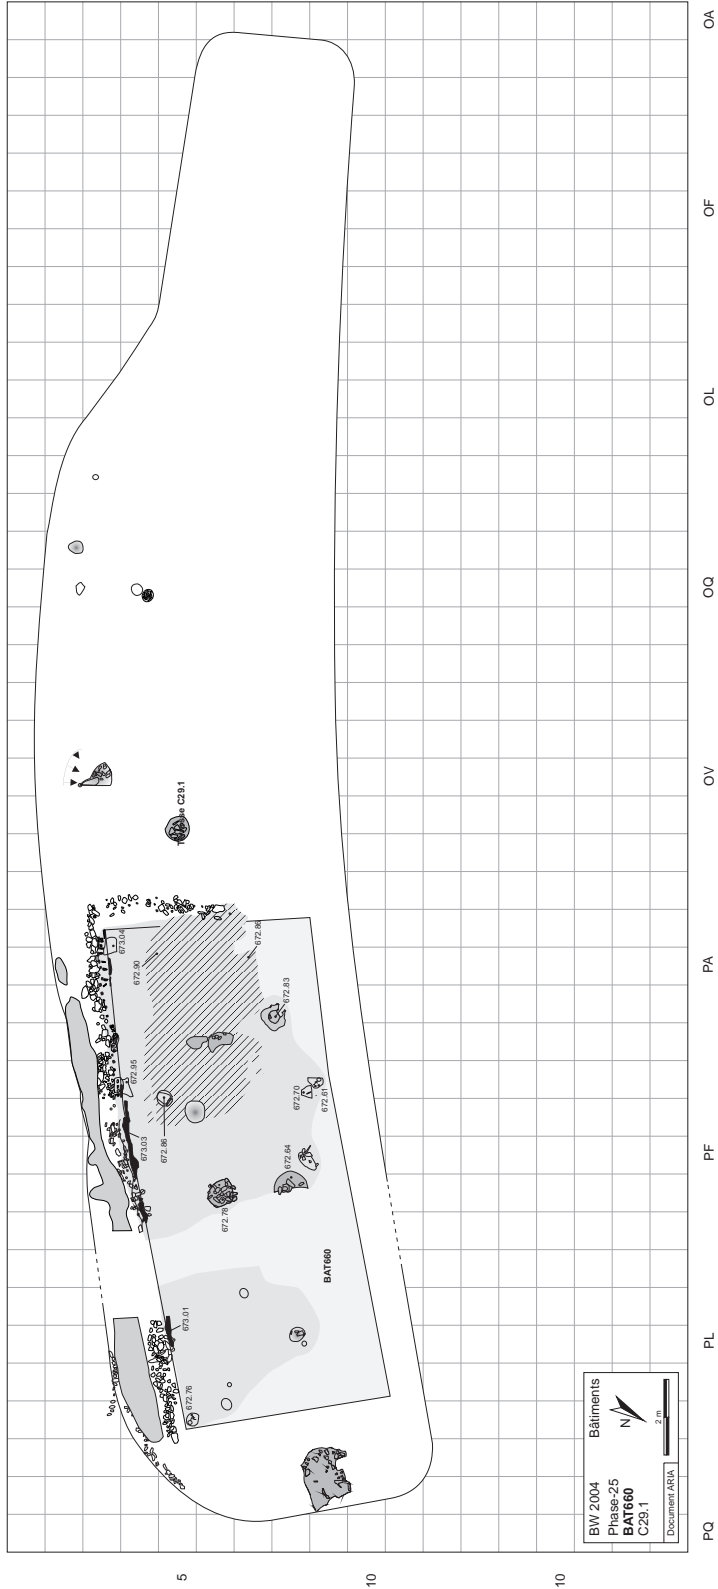 OA
OF
OL
OQ
OV
PA
PF
PL
PQ
5
10
10
C29.1
673.04
672.90
672.86
672.83
672.95
673.03
672.86
672.70
672.61
672.64
672.78
BAT660
673.01
672.76
BW 2004 Bâtiments
Phase-25
BAT660
C29.1
N
2 m
Document ARIA